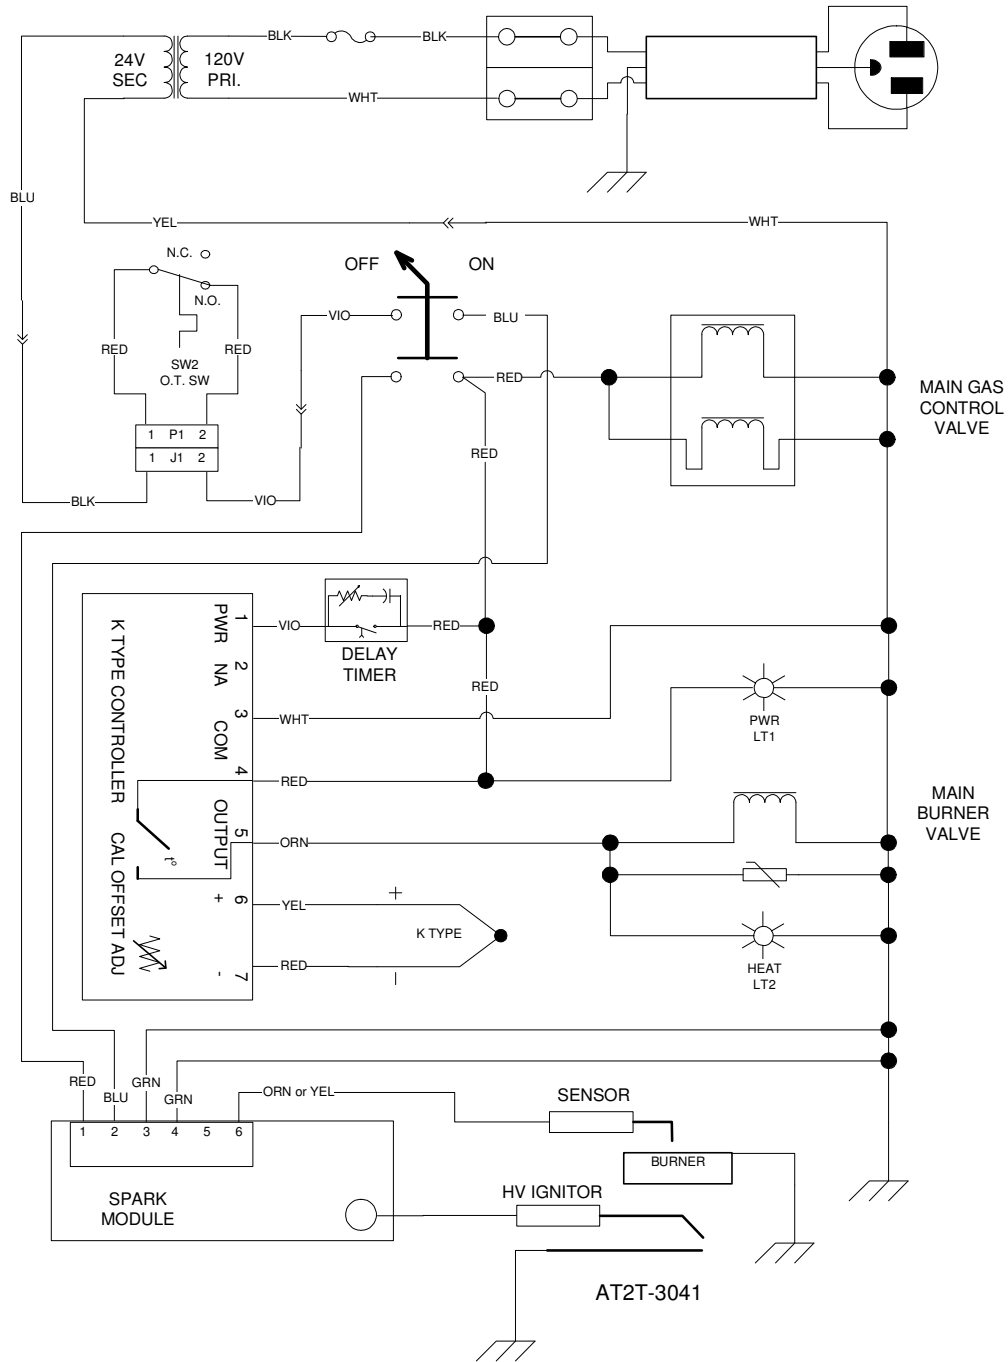 BLK
BLK
24V
SEC
120V
PRI.
WHT
BLU
YEL
WHT
N.C.
OFF
ON
N.O.
VIO
BLU
RED
RED
SW2
O.T. SW
RED
MAIN GAS
CONTROL
VALVE
1 P1 2
1 J1 2
RED
BLK
VIO
1
PWR
VIO
RED
DELAY
TIMER
2
NA
RED
3
COM
WHT
PWR
LT1
4
RED
K TYPE CONTROLLER
OUTPUT
MAIN
BURNER
VALVE
5
ORN
t°
CAL OFFSET ADJ
+ 6
YEL
+
K TYPE
- 7
RED
–
HEAT
LT2
RED
BLU
GRN
GRN
ORN or YEL
SENSOR
1 2 3 4 5 6
BURNER
SPARK
MODULE
HV IGNITOR
AT2T-3041